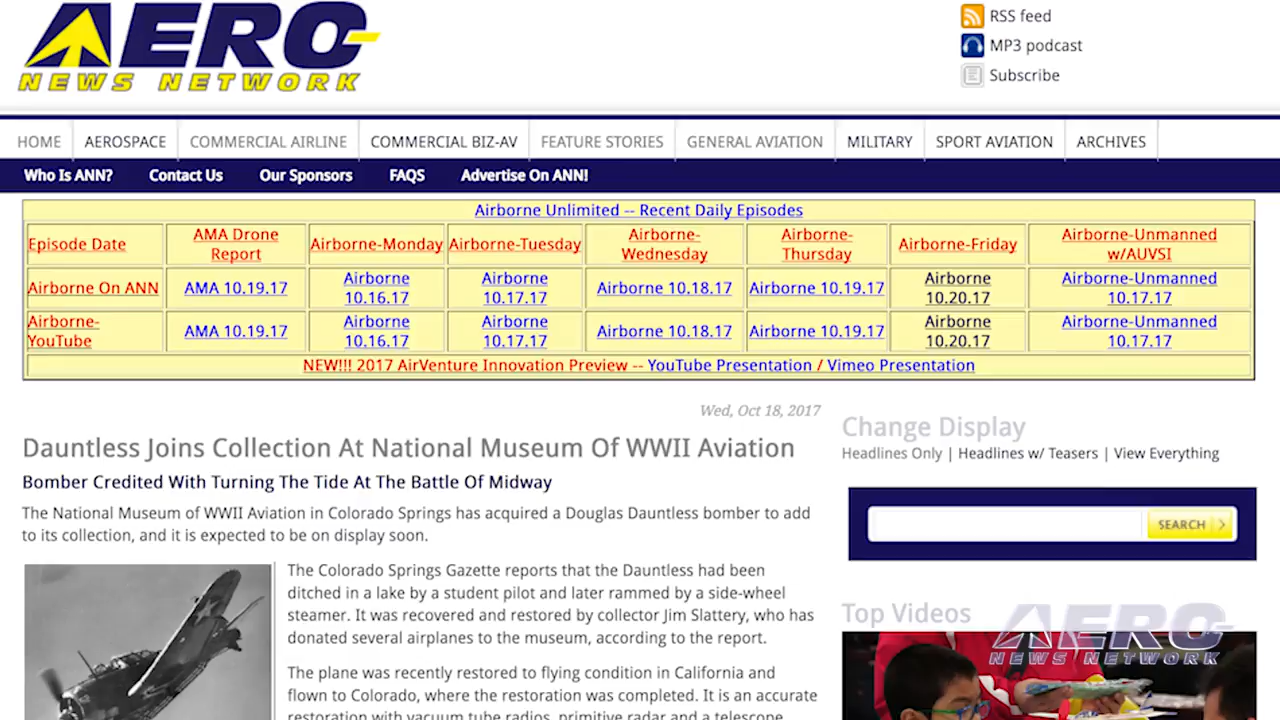 AERO
NEWS NETWORK
RSS feed
MP3 podcast
Subscribe
HOME AEROSPACE COMMERCIAL AIRLINE COMMERCIAL BIZ-AV FEATURE STORIES GENERAL AVIATION MILITARY SPORT AVIATION ARCHIVES
Who Is ANN? Contact Us Our Sponsors FAQS Advertise On ANN!
Airborne Unlimited -- Recent Daily Episodes
Episode Date AMA Drone Report Airborne-Monday Airborne-Tuesday Airborne-Wednesday Airborne-Thursday Airborne-Friday Airborne-Unmanned w/AUVSI
Airborne On ANN AMA 10.19.17 Airborne 10.16.17 Airborne 10.17.17 Airborne 10.18.17 Airborne 10.19.17 Airborne 10.20.17 Airborne-Unmanned 10.17.17
Airborne-YouTube AMA 10.19.17 Airborne 10.16.17 Airborne 10.17.17 Airborne 10.18.17 Airborne 10.19.17 Airborne 10.20.17 Airborne-Unmanned 10.17.17
NEW!!! 2017 AirVenture Innovation Preview -- YouTube Presentation / Vimeo Presentation
Wed, Oct 18, 2017
Dauntless Joins Collection At National Museum Of WWII Aviation
Bomber Credited With Turning The Tide At The Battle Of Midway
The National Museum of WWII Aviation in Colorado Springs has acquired a Douglas Dauntless bomber to add
to its collection, and it is expected to be on display soon.
The Colorado Springs Gazette reports that the Dauntless had been
ditched in a lake by a student pilot and later rammed by a side-wheel
steamer. It was recovered and restored by collector Jim Slattery, who has
donated several airplanes to the museum, according to the report.
The plane was recently restored to flying condition in California and
flown to Colorado, where the restoration was completed. It is an accurate
restoration with vacuum tube radios, primitive radar and a telescope
Change Display
Headlines Only | Headlines w/ Teasers | View Everything
SEARCH
Top Videos
AERO
NEWS NETWORK